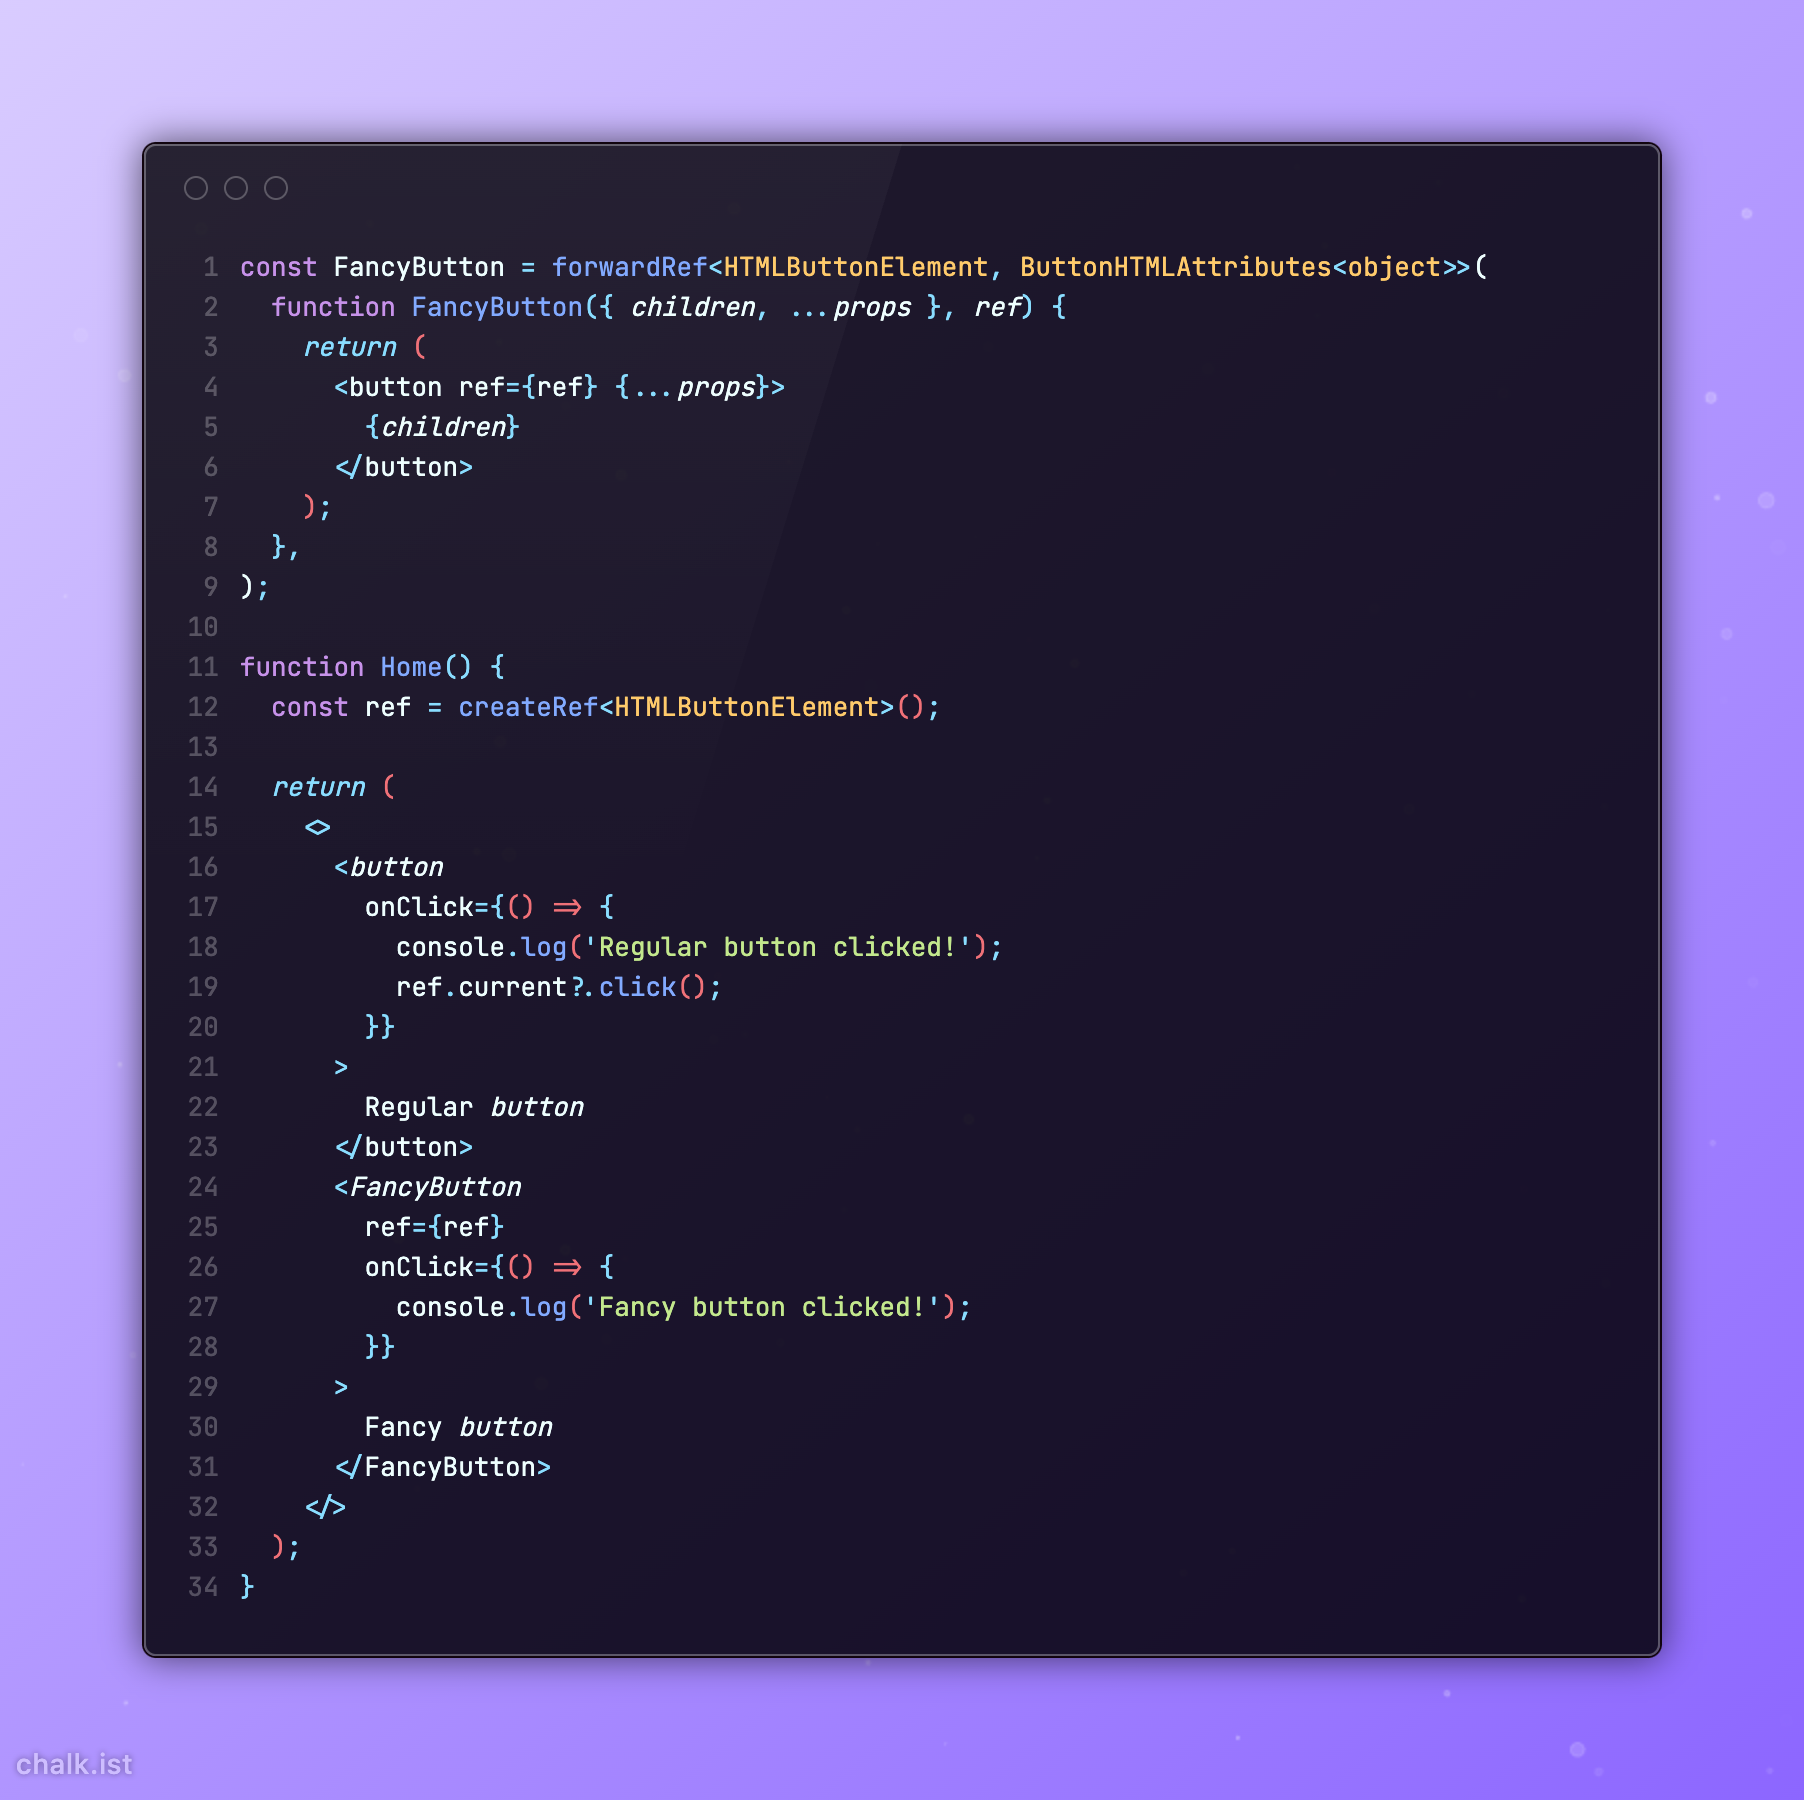 1 const FancyButton = forwardRef<HTMLButtonElement, ButtonHTMLAttributes<object>>(
2   function FancyButton({ children, ...props }, ref) {
3     return (
4       <button ref={ref} {...props}>
5         {children}
6       </button>
7     );
8   },
9 );
10
11 function Home() {
12   const ref = createRef<HTMLButtonElement>();
13
14   return (
15     <>
16       <button
17         onClick={() => {
18           console.log('Regular button clicked!');
19           ref.current?.click();
20         }}
21       >
22         Regular button
23       </button>
24       <FancyButton
25         ref={ref}
26         onClick={() => {
27           console.log('Fancy button clicked!');
28         }}
29       >
30         Fancy button
31       </FancyButton>
32     </>
33   );
34 }
chalk.ist